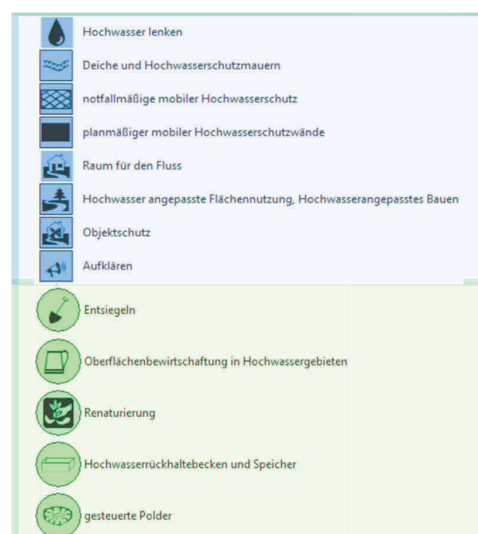 Hochwasser lenken
Deiche und Hochwasserschutzmauern
notfallmäßige mobiler Hochwasserschutz
planmäßiger mobiler Hochwasserschutzwände
Raum für den Fluss
Hochwasser angepasste Flächennutzung, Hochwasserangepasstes Bauen
Objektschutz
Aufklären
Entsiegeln
Oberflächenbewirtschaftung in Hochwassergebieten
Renaturierung
Hochwasserrückhaltebecken und Speicher
gesteuerte Polder